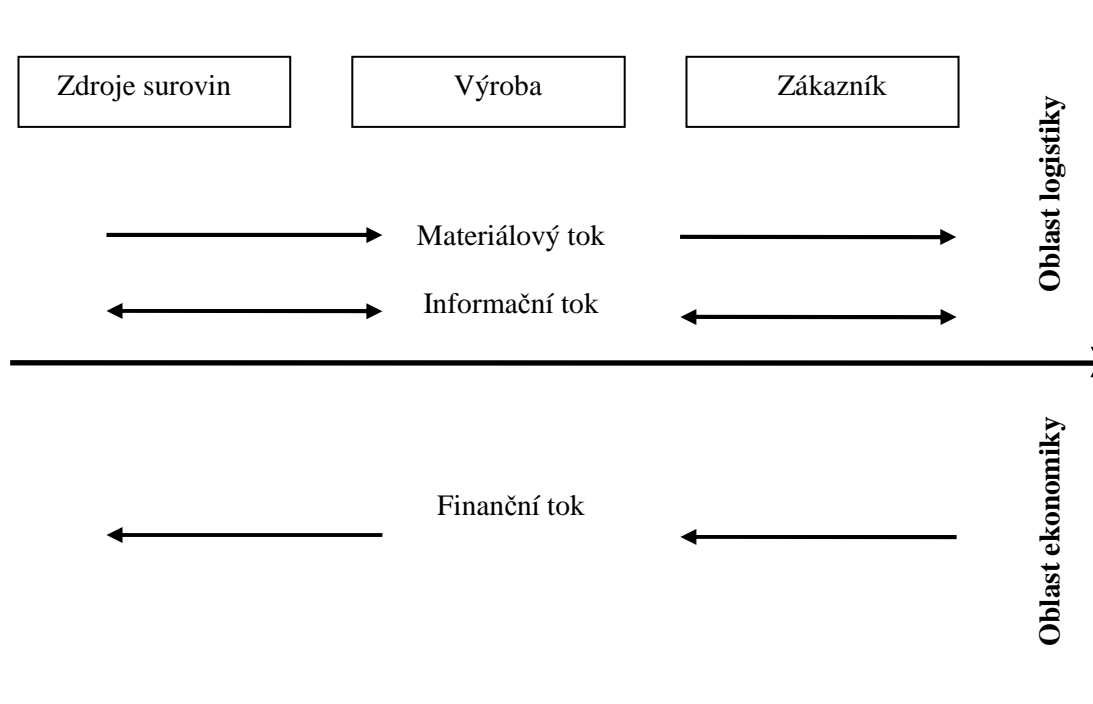 Zdroje surovin
Výroba
Zákazník
Oblast logistiky
Materiálový tok
Informační tok
Finanční tok
Oblast ekonomiky